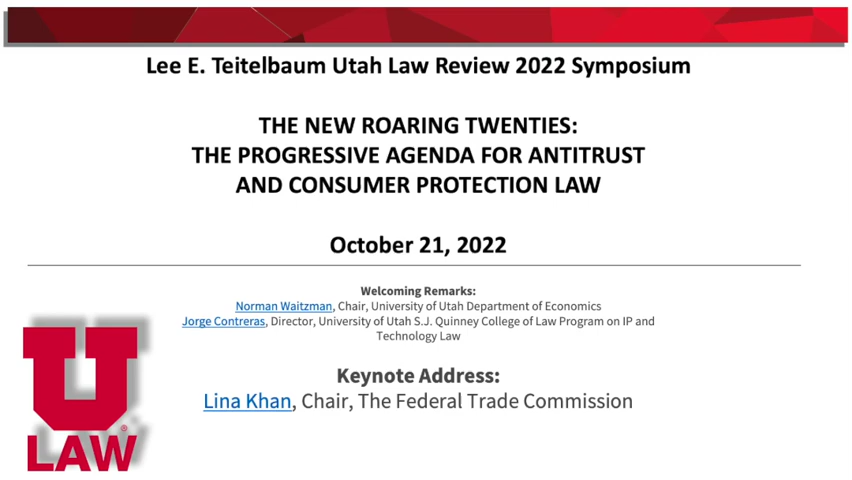 Lee E. Teitelbaum Utah Law Review 2022 Symposium
THE NEW ROARING TWENTIES:
THE PROGRESSIVE AGENDA FOR ANTITRUST
AND CONSUMER PROTECTION LAW
October 21, 2022
Welcoming Remarks:
Norman Waitzman, Chair, University of Utah Department of Economics
Jorge Contreras, Director, University of Utah S.J. Quinney College of Law Program on IP and
Technology Law
Keynote Address:
Lina Khan, Chair, The Federal Trade Commission
U
®
LAW